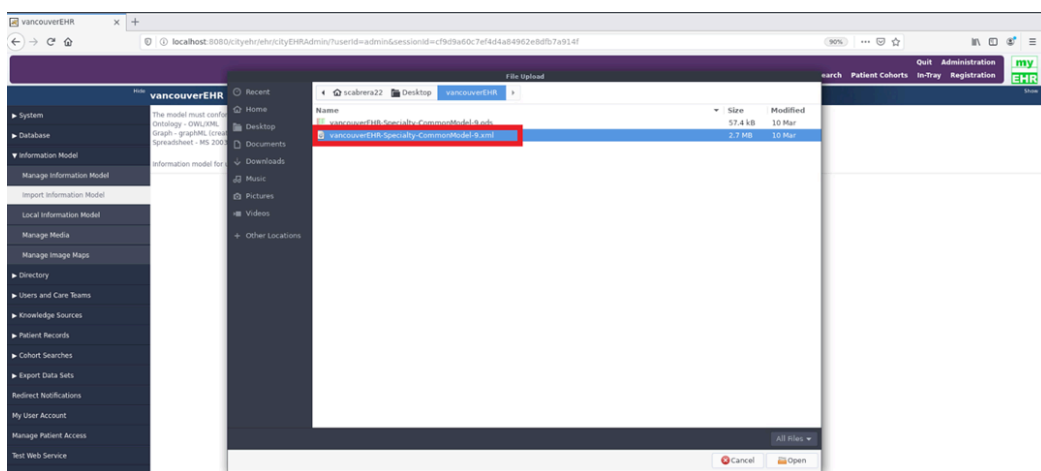 vancouverEHR
localhost:8080/cityehr/ehr/cityEHRAdmin/?userId=admin&sessionId=cf9d9a60c7ef4d4a84962e8dfb7a914f
90%
Quit Administration
earch Patient Cohorts In-Tray Registration
my
EHR
File Upload
Hide
vancouverEHR
Show
System
Database
Information Model
Manage Information Model
Import Information Model
Local Information Model
Manage Media
Manage Image Maps
Directory
Users and Care Teams
Knowledge Sources
Patient Records
Cohort Searches
Export Data Sets
Redirect Notifications
My User Account
Manage Patient Access
Test Web Service
The model must confo
Ontology - OWL/XML
Graph - graphML (creat
Spreadsheet - MS 2003
Information model for
Recent
Home
Desktop
Documents
Downloads
Music
Pictures
Videos
Other Locations
scabrera22 Desktop vancouverEHR
Name Size Modified
vancouverEHR-Specialty-CommonModel-9.ods 57.4 kB 10 Mar
vancouverEHR-Specialty-CommonModel-9.xml 2.7 MB 10 Mar
All Files
Cancel Open